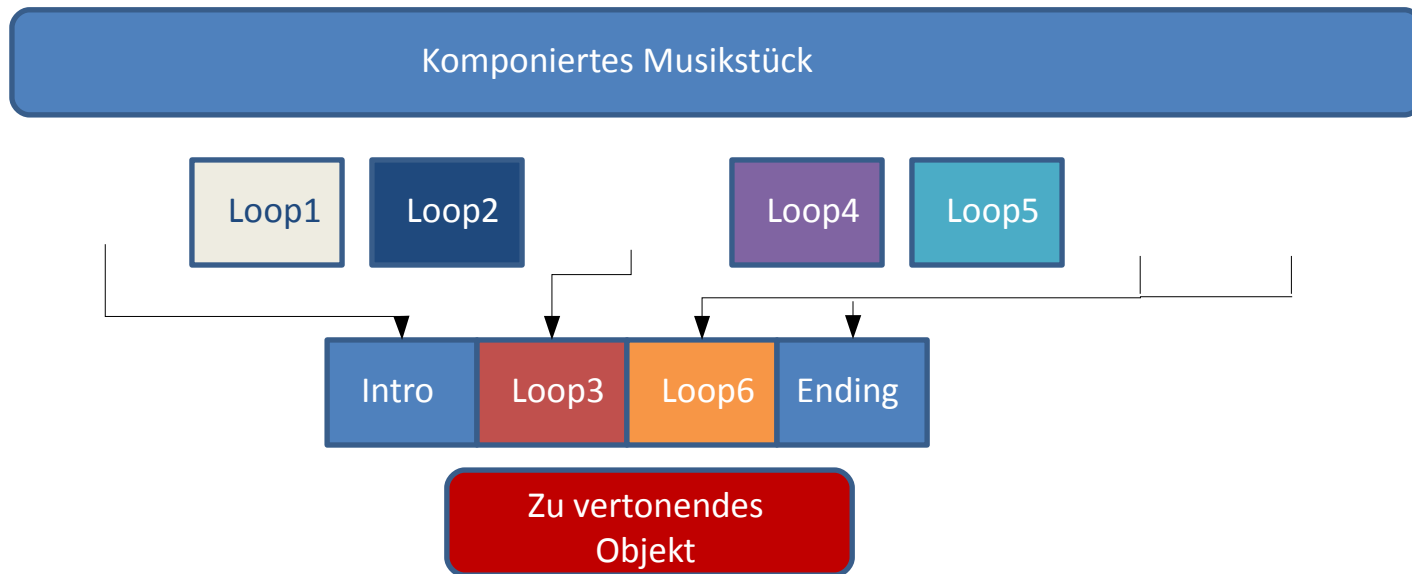 Komponiertes Musikstück
Loop1
Loop2
Loop4
Loop5
Intro
Loop3
Loop6
Ending
Zu vertonendes
Objekt